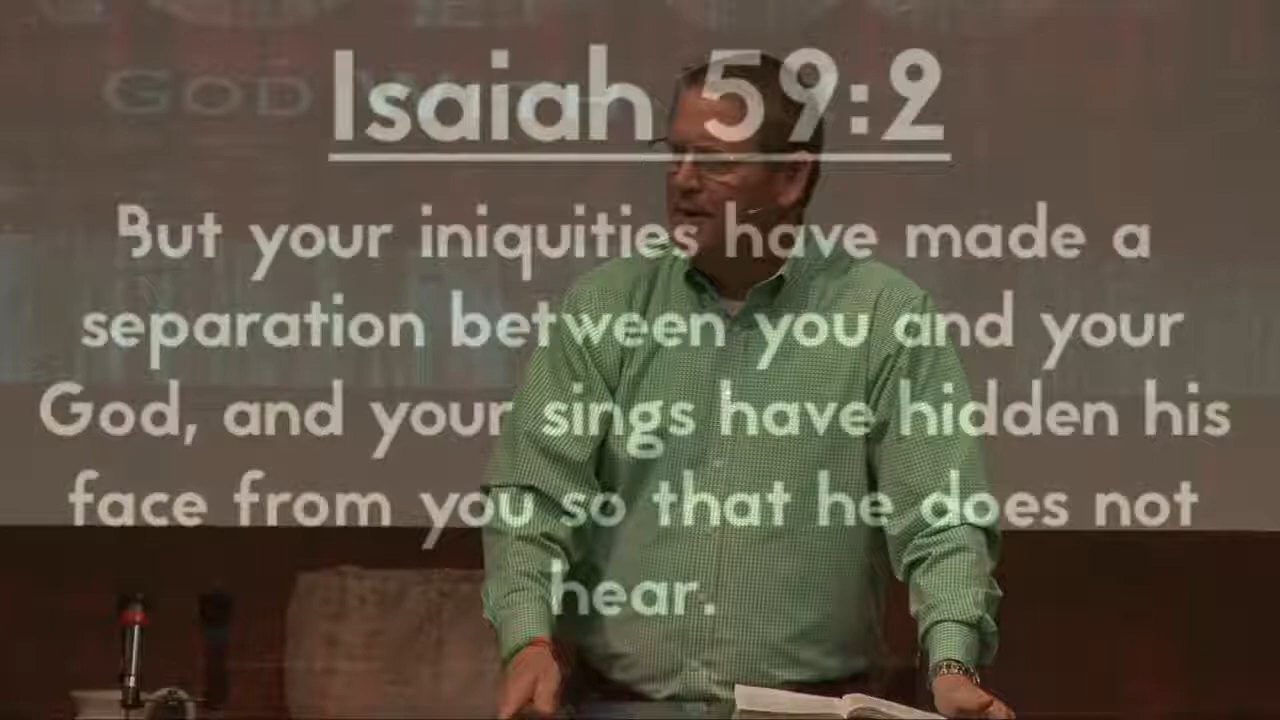 GOD
Isaiah 59:2
But your iniquities have made a
separation between you and your
God, and your sings have hidden his
face from you so that he does not
hear.